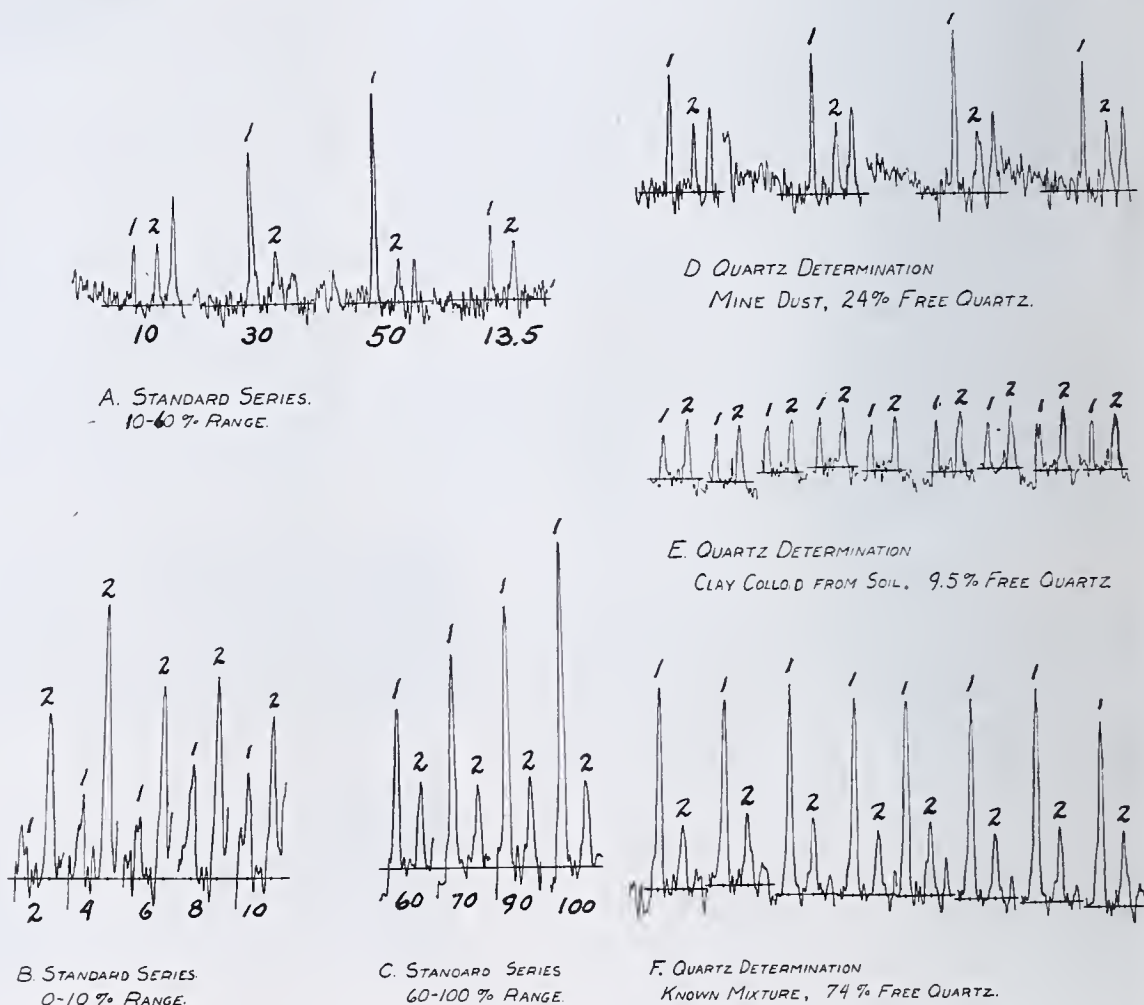 1 2 1 2 1 2 1 2
10 30 50 13.5
A. STANDARD SERIES.
10-60 % RANGE.
1 2 1 2 1 2 1 2
D QUARTZ DETERMINATION
MINE DUST, 24% FREE QUARTZ.
1 2 1 2 1 2 1 2 1 2 1 2 1 2 1 2 1 2
E. QUARTZ DETERMINATION
CLAY COLLOID FROM SOIL. 9.5% FREE QUARTZ
1 2 1 2 1 2 1 2 1 2
2 4 6 8 10
B. STANDARD SERIES.
0-10 % RANGE.
1 2 1 2 1 2 1 2
60 70 90 100
C. STANDARD SERIES
60-100 % RANGE.
1 2 1 2 1 2 1 2 1 2 1 2 1 2 1 2
F. QUARTZ DETERMINATION
KNOWN MIXTURE, 74% FREE QUARTZ.